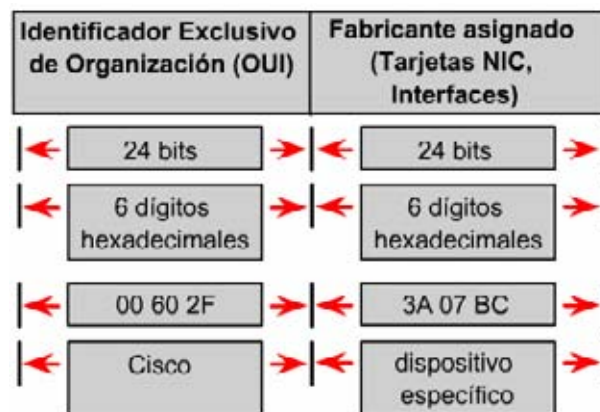 Identificador Exclusivo
de Organización (OUI)
Fabricante asignado
(Tarjetas NIC,
Interfaces)
24 bits
24 bits
6 dígitos
hexadecimales
6 dígitos
hexadecimales
00 60 2F
3A 07 BC
Cisco
dispositivo
específico